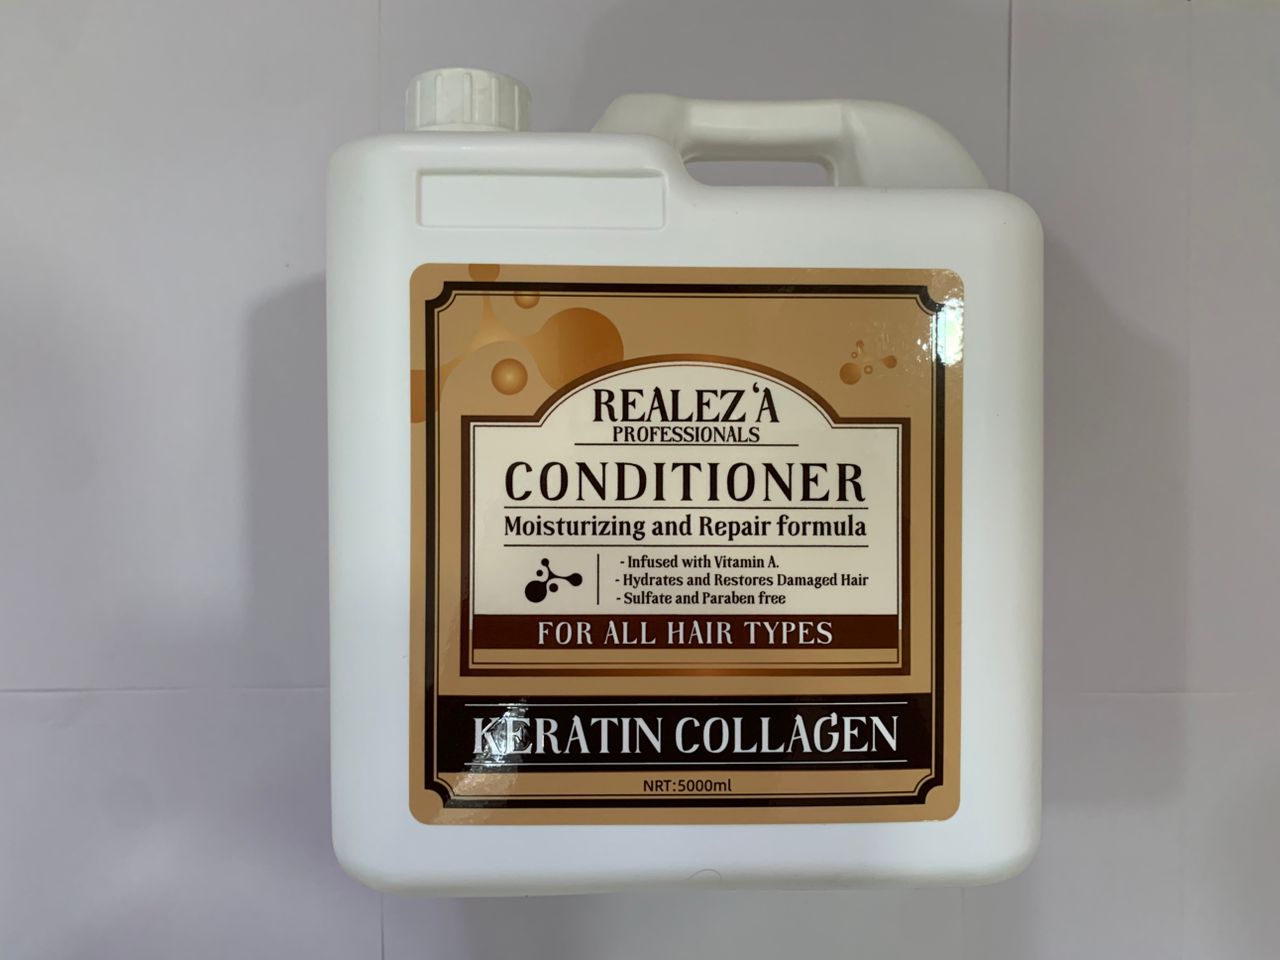 REALEZ‘A
PROFESSIONALS
CONDITIONER
Moisturizing and Repair formula
- Infused with Vitamin A.
- Hydrates and Restores Damaged Hair
- Sulfate and Paraben free
FOR ALL HAIR TYPES
KERATIN COLLAGEN
NRT:5000ml